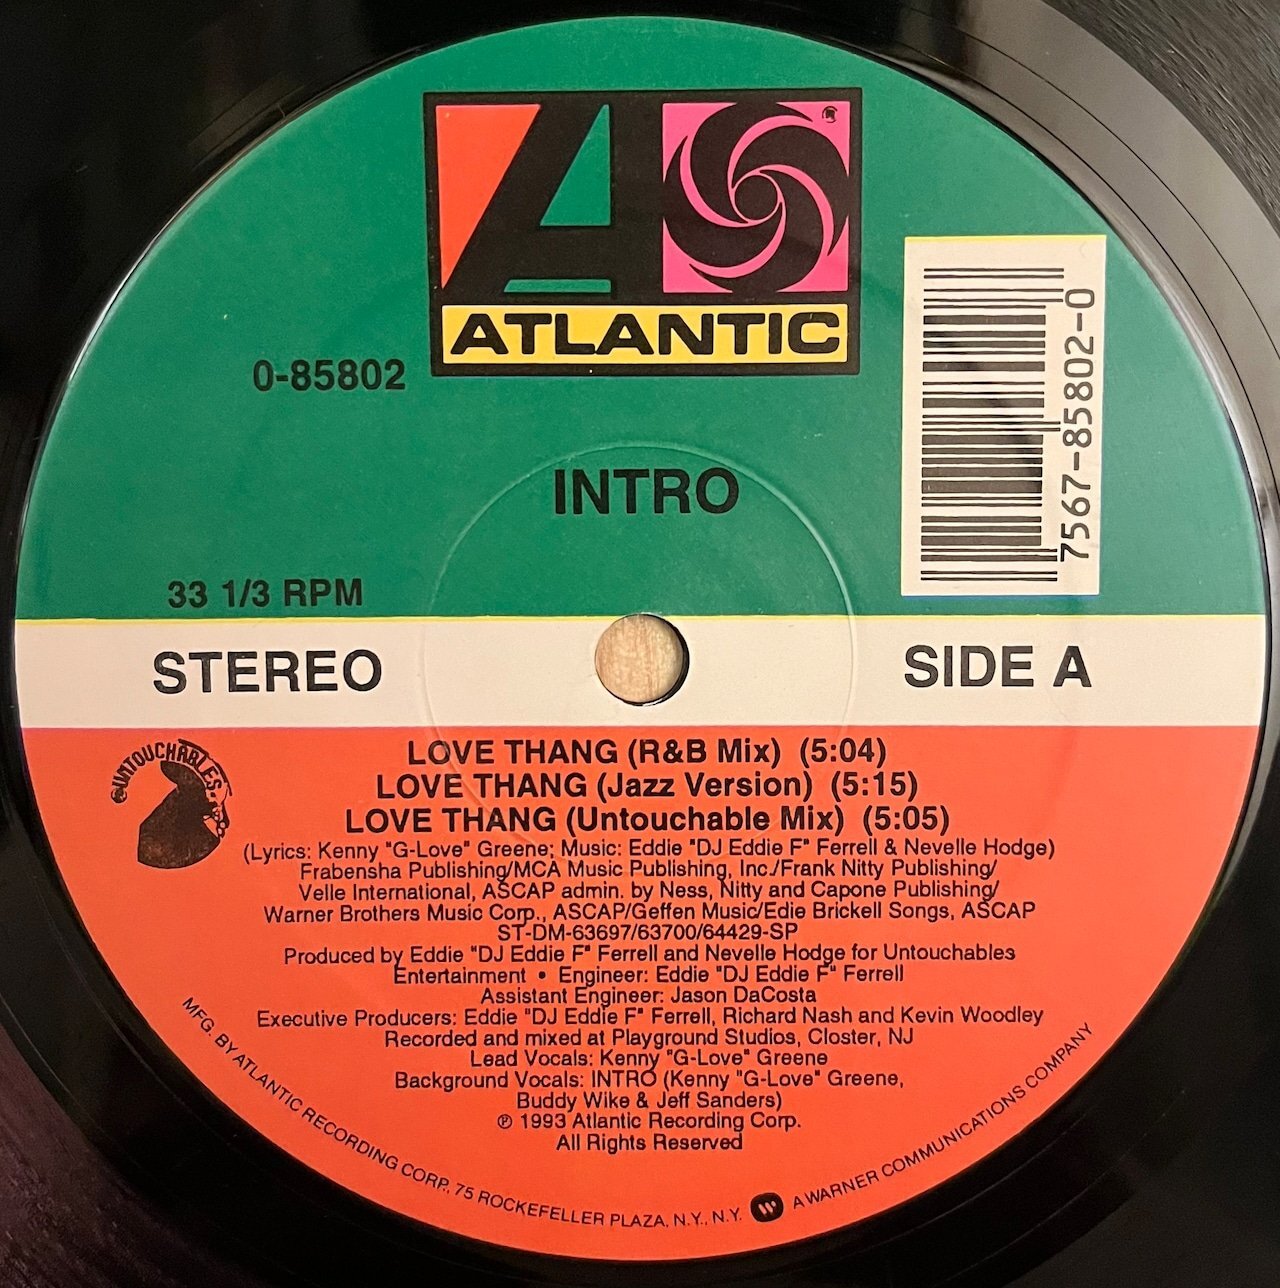 ATLANTIC
0-85802
7567-85802-0
INTRO
33 1/3 RPM
STEREO
SIDE A
UNTOUCHABLES
LOVE THANG (R&B Mix) (5:04)
LOVE THANG (Jazz Version) (5:15)
LOVE THANG (Untouchable Mix) (5:05)
(Lyrics: Kenny "G-Love" Greene; Music: Eddie "DJ Eddie F" Ferrell & Nevelle Hodge)
Frabensha Publishing/MCA Music Publishing, Inc./Frank Nitty Publishing/
Velle International, ASCAP admin. by Ness, Nitty and Capone Publishing/
Warner Brothers Music Corp., ASCAP/Geffen Music/Edie Brickell Songs, ASCAP
ST-DM-63697/63700/64429-SP
Produced by Eddie "DJ Eddie F" Ferrell and Nevelle Hodge for Untouchables
Entertainment • Engineer: Eddie "DJ Eddie F" Ferrell
Assistant Engineer: Jason DaCosta
Executive Producers: Eddie "DJ Eddie F" Ferrell, Richard Nash and Kevin Woodley
Recorded and mixed at Playground Studios, Closter, NJ
Lead Vocals: Kenny "G-Love" Greene
Background Vocals: INTRO (Kenny "G-Love" Greene,
Buddy Wike & Jeff Sanders)
℗ 1993 Atlantic Recording Corp.
All Rights Reserved
MFG. BY ATLANTIC RECORDING CORP., 75 ROCKEFELLER PLAZA, N.Y., N.Y. A WARNER COMMUNICATIONS COMPANY